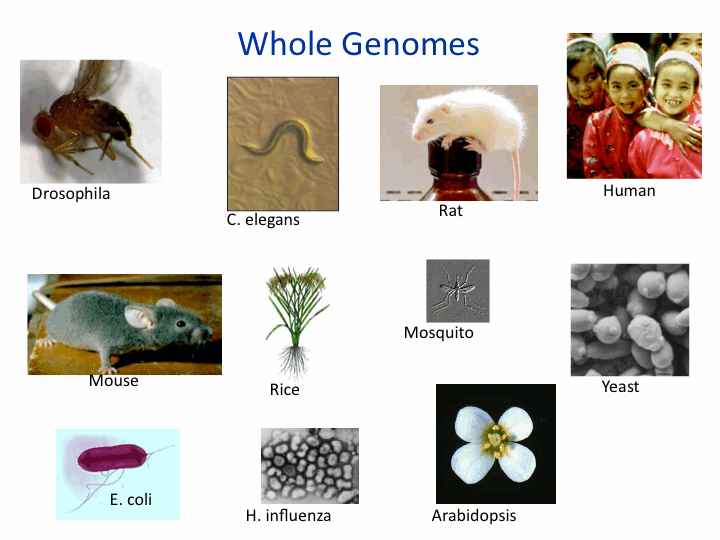 Whole Genomes
Drosophila
C. elegans
Rat
Human
Mouse
Rice
Mosquito
Yeast
E. coli
H. influenza
Arabidopsis